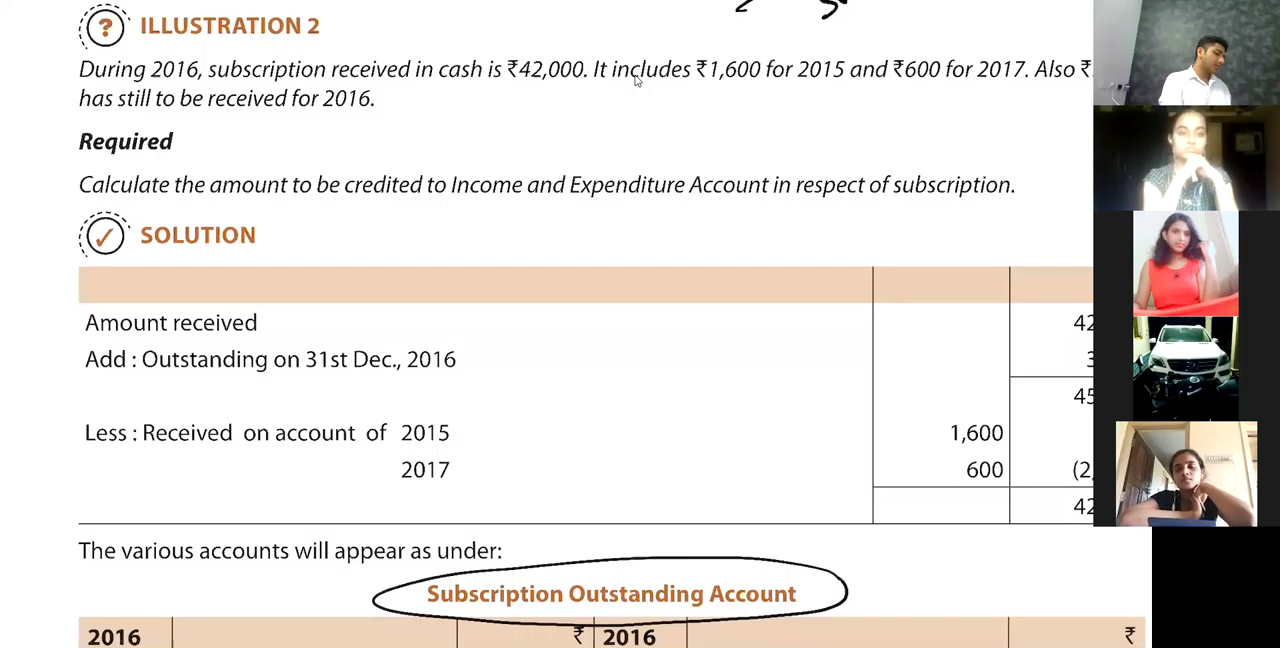 ILLUSTRATION 2
During 2016, subscription received in cash is ₹42,000. It includes ₹1,600 for 2015 and ₹600 for 2017. Also ₹
has still to be received for 2016.
Required
Calculate the amount to be credited to Income and Expenditure Account in respect of subscription.
SOLUTION
Amount received 42
Add : Outstanding on 31st Dec., 2016 3
45
Less : Received on account of 2015 1,600
2017 600 (2,
42
The various accounts will appear as under:
Subscription Outstanding Account
2016 ₹ 2016 ₹